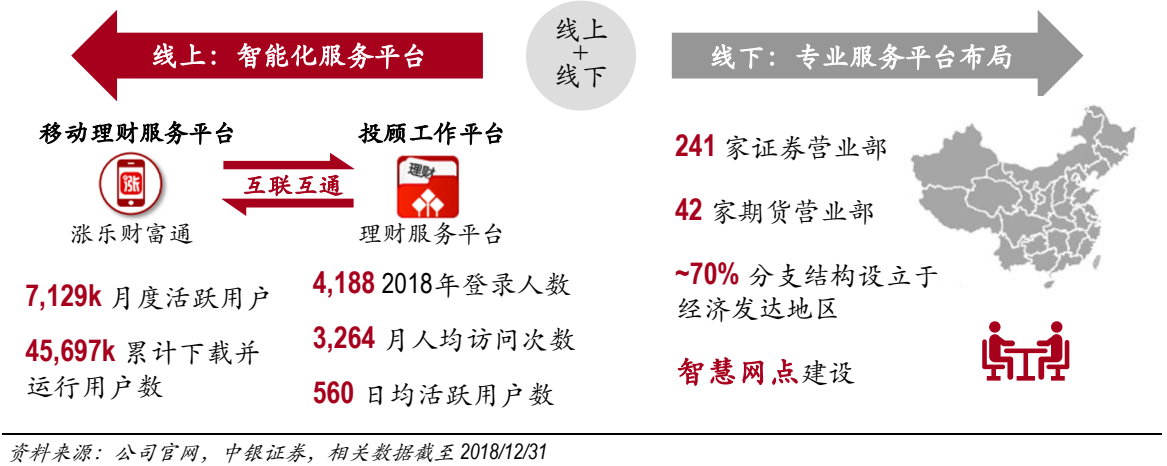 线上：智能化服务平台
线上
+
线下
线下：专业服务平台布局
移动理财服务平台
涨
涨乐财富通
互联互通
投顾工作平台
理财
理财服务平台
7,129k 月度活跃用户
45,697k 累计下载并
运行用户数
4,188 2018年登录人数
3,264 月人均访问次数
560 日均活跃用户数
241 家证券营业部
42 家期货营业部
~70% 分支结构设立于
经济发达地区
智慧网点建设
资料来源：公司官网，中银证券，相关数据截至 2018/12/31